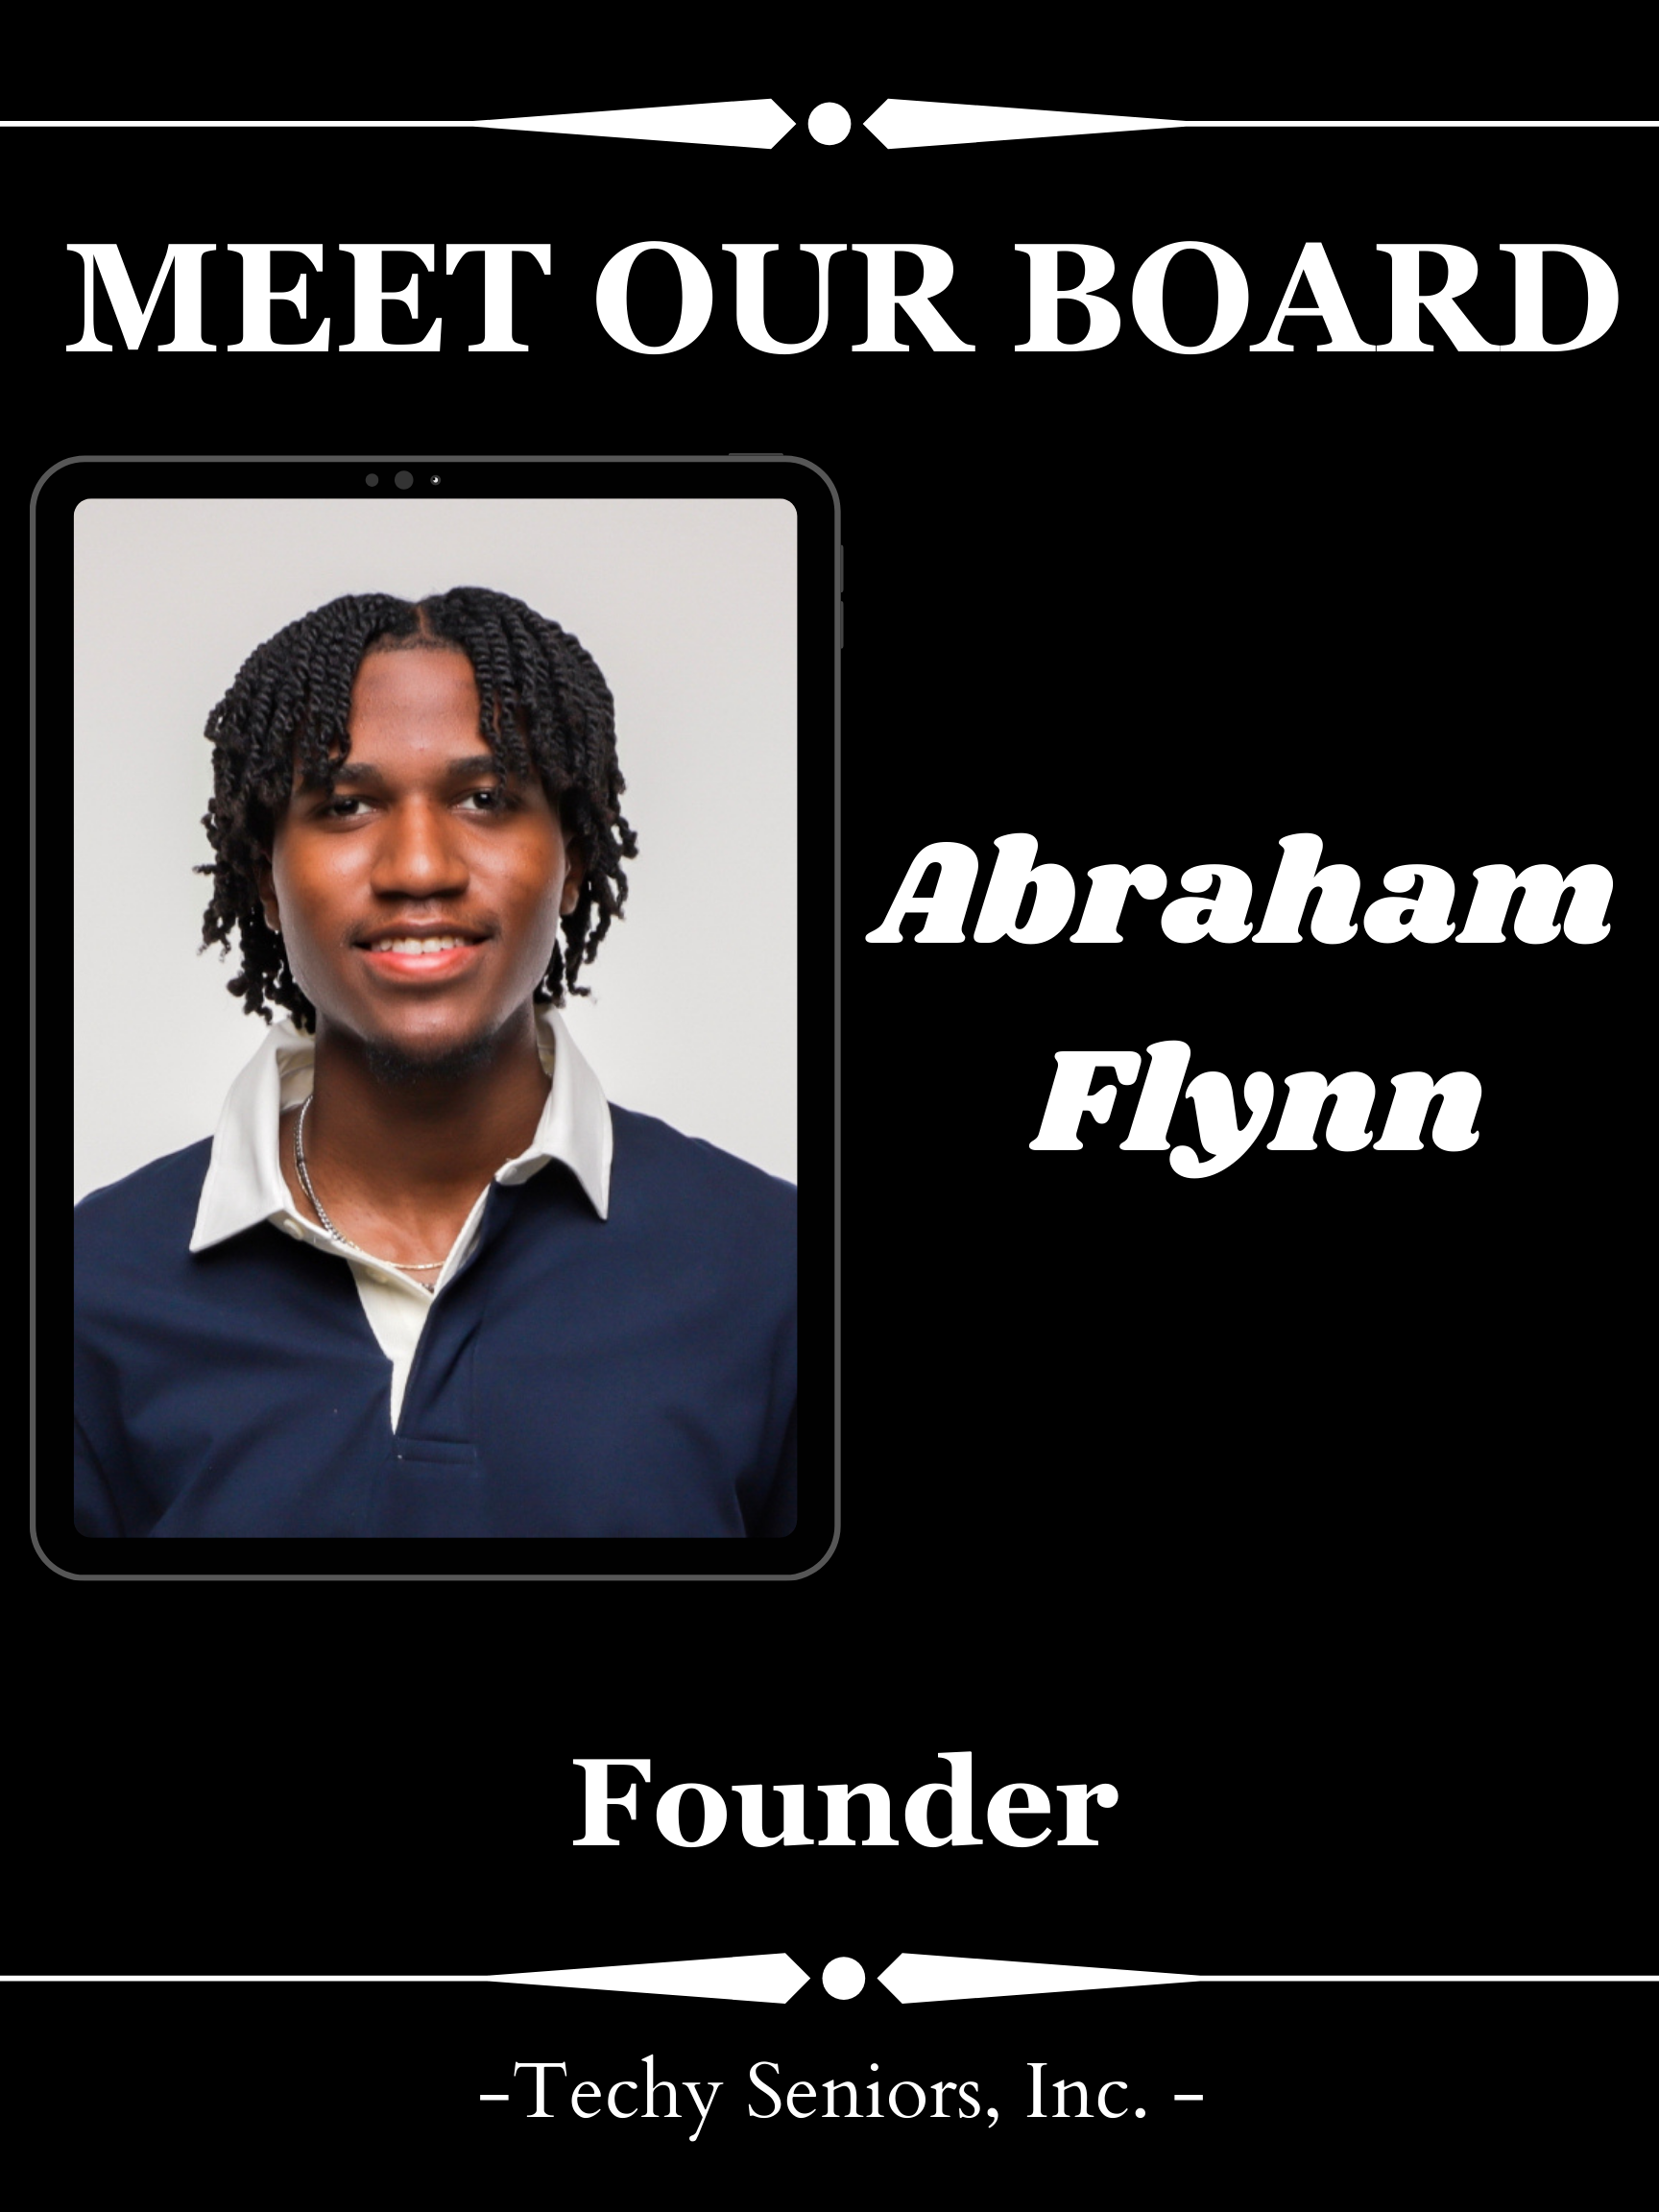 MEET OUR BOARD
Abraham
Flynn
Founder
-Techy Seniors, Inc. -